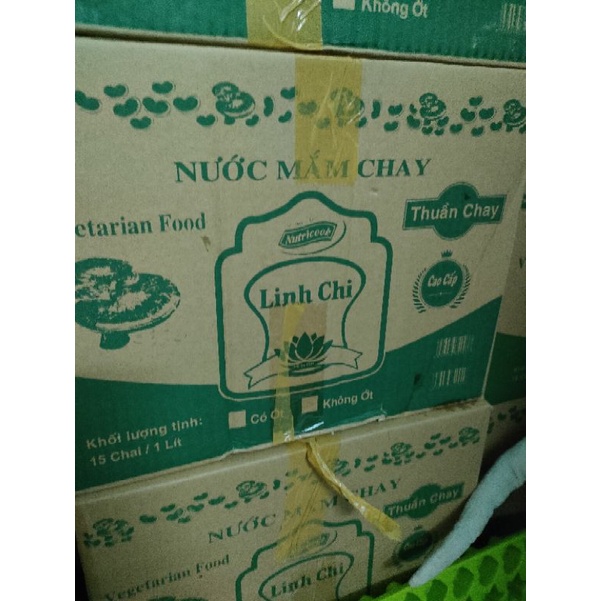 Không Ớt
NƯỚC MẮM CHAY
Vegetarian Food
Nutricoop
Thuần Chay
Linh Chi
Cao Cấp
Có Ớt
Không Ớt
Khối lượng tịnh:
15 Chai / 1 Lít
NƯỚC MẮM CHAY
Thuần Chay
Vegetarian Food
Linh Chi